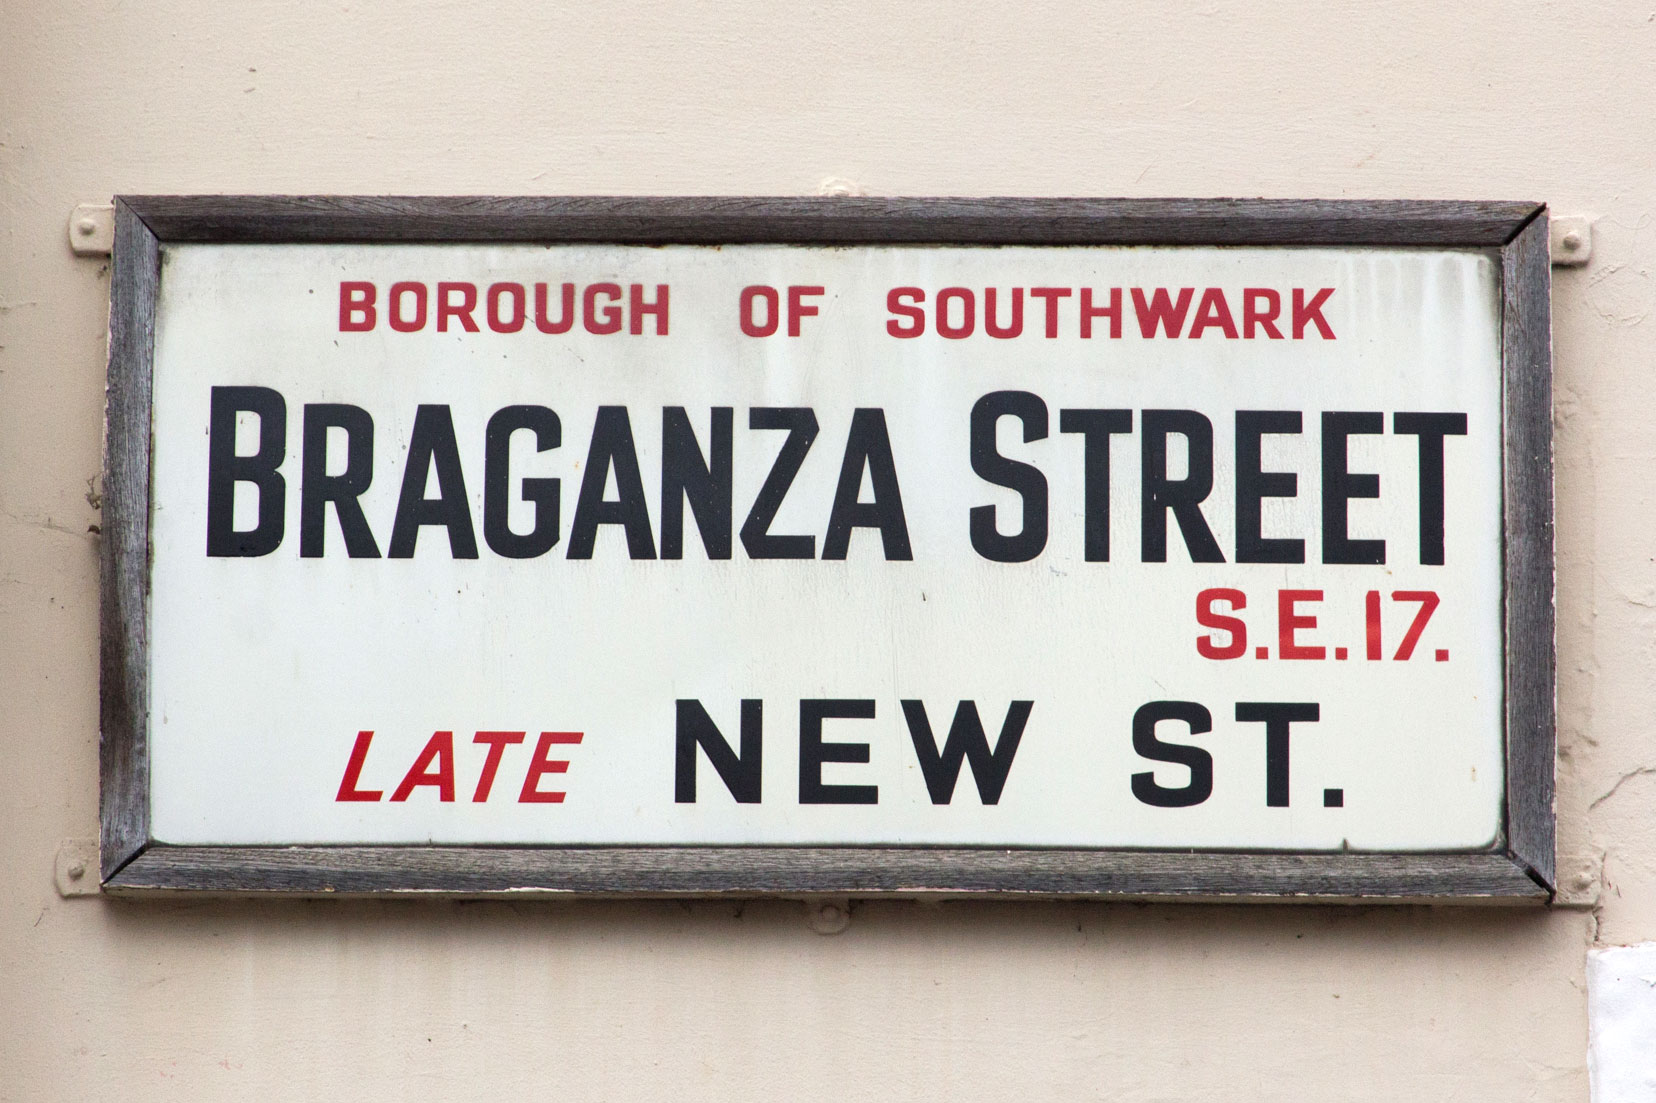 BOROUGH OF SOUTHWARK
BRAGANZA STREET
S.E.17.
LATE NEW ST.